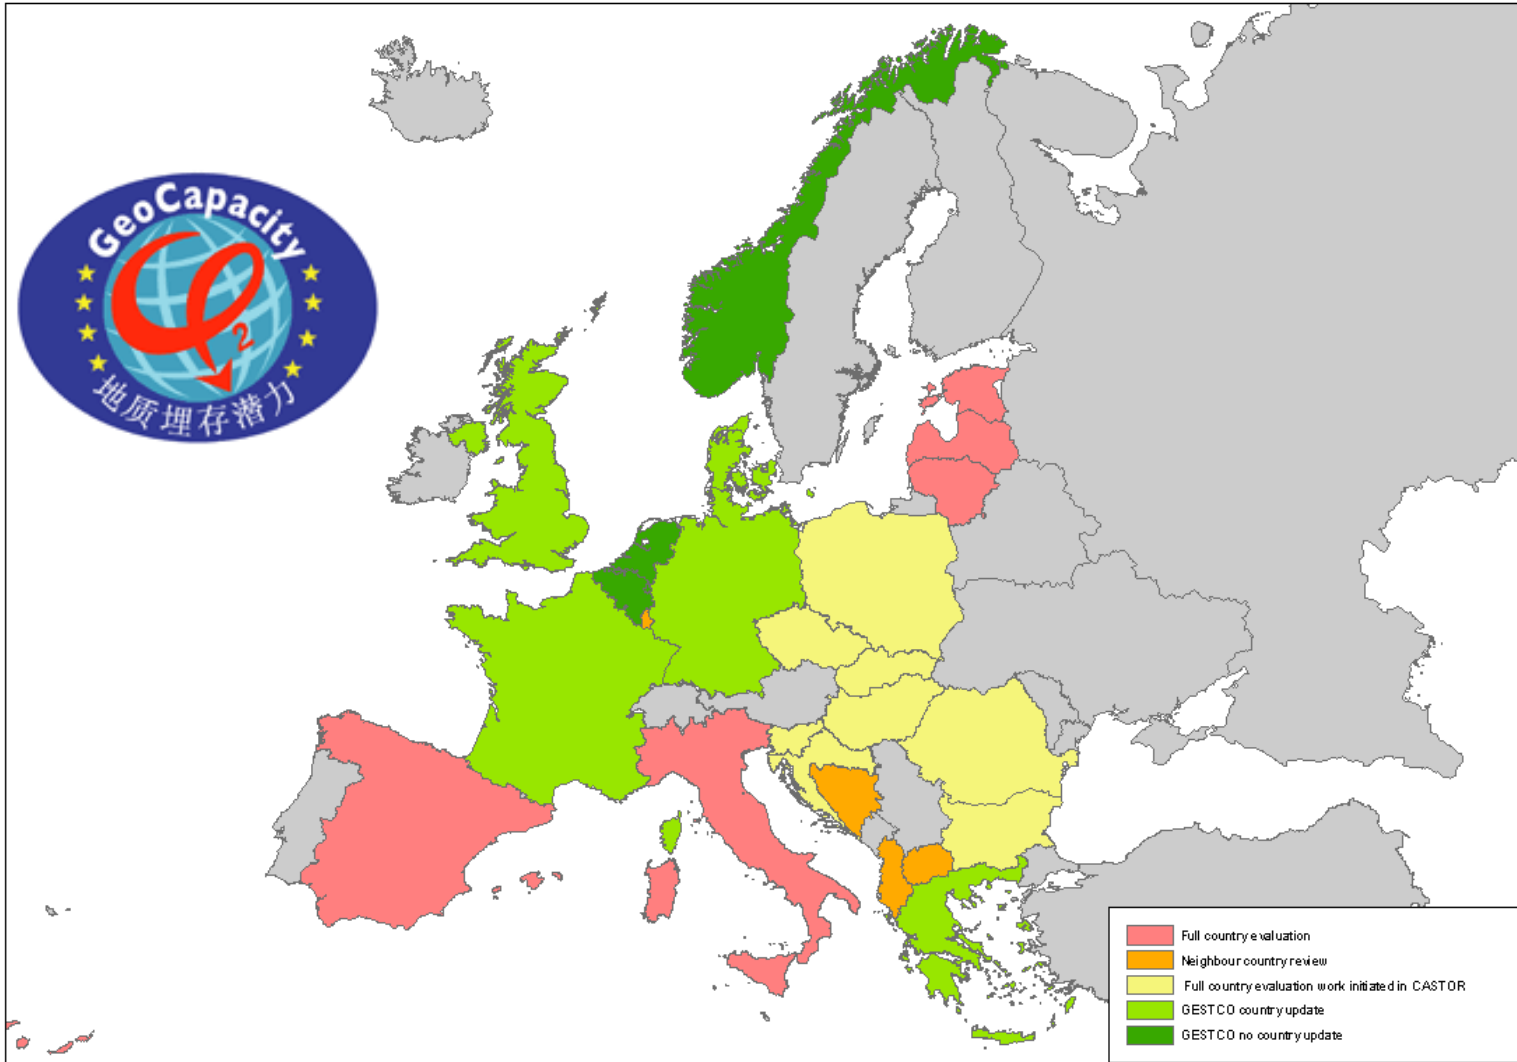 GeoCapacity
2
地质埋存潜力
Full country evaluation
Neighbour country review
Full country evaluation work initiated in CASTOR
GESTCO country update
GESTCO no country update